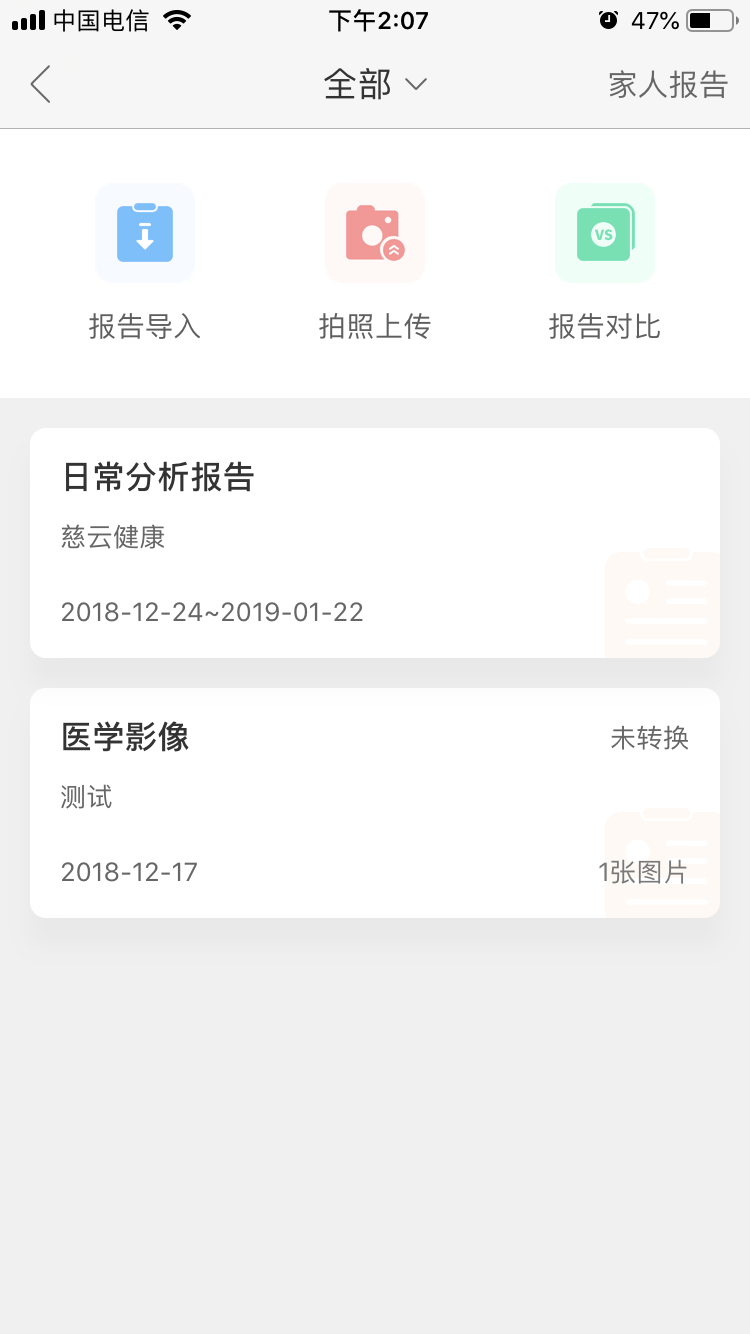 中国电信 下午2:07 47%
全部 家人报告
VS
报告导入 拍照上传 报告对比
日常分析报告
慈云健康
2018-12-24~2019-01-22
医学影像 未转换
测试
2018-12-17 1张图片